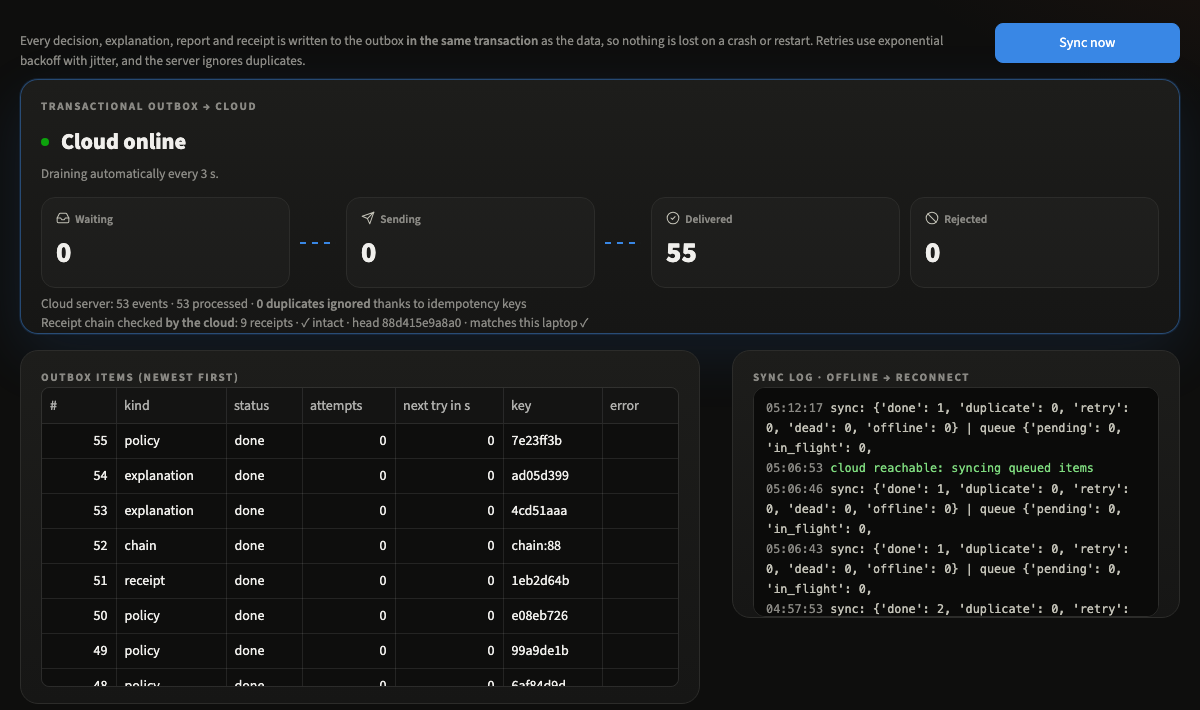 Every decision, explanation, report and receipt is written to the outbox in the same transaction as the data, so nothing is lost on a crash or restart. Retries use exponential
backoff with jitter, and the server ignores duplicates.
Sync now
TRANSACTIONAL OUTBOX → CLOUD
Cloud online
Draining automatically every 3 s.
Waiting
0
Sending
0
Delivered
55
Rejected
0
Cloud server: 53 events · 53 processed · 0 duplicates ignored thanks to idempotency keys
Receipt chain checked by the cloud: 9 receipts · ✓ intact · head 88d415e9a8a0 · matches this laptop ✓
OUTBOX ITEMS (NEWEST FIRST)
# kind status attempts next try in s key error
55 policy done 0 0 7e23ff3b
54 explanation done 0 0 ad05d399
53 explanation done 0 0 4cd51aaa
52 chain done 0 0 chain:88
51 receipt done 0 0 1eb2d64b
50 policy done 0 0 e08eb726
49 policy done 0 0 99a9de1b
48 policy done 0 0 6af84d9d
SYNC LOG · OFFLINE → RECONNECT
05:12:17 sync: {'done': 1, 'duplicate': 0, 'retry':
0, 'dead': 0, 'offline': 0} | queue {'pending': 0,
'in_flight': 0,
05:06:53 cloud reachable: syncing queued items
05:06:46 sync: {'done': 1, 'duplicate': 0, 'retry':
0, 'dead': 0, 'offline': 0} | queue {'pending': 0,
'in_flight': 0,
05:06:43 sync: {'done': 1, 'duplicate': 0, 'retry':
0, 'dead': 0, 'offline': 0} | queue {'pending': 0,
'in_flight': 0,
04:57:53 sync: {'done': 2, 'duplicate': 0, 'retry':